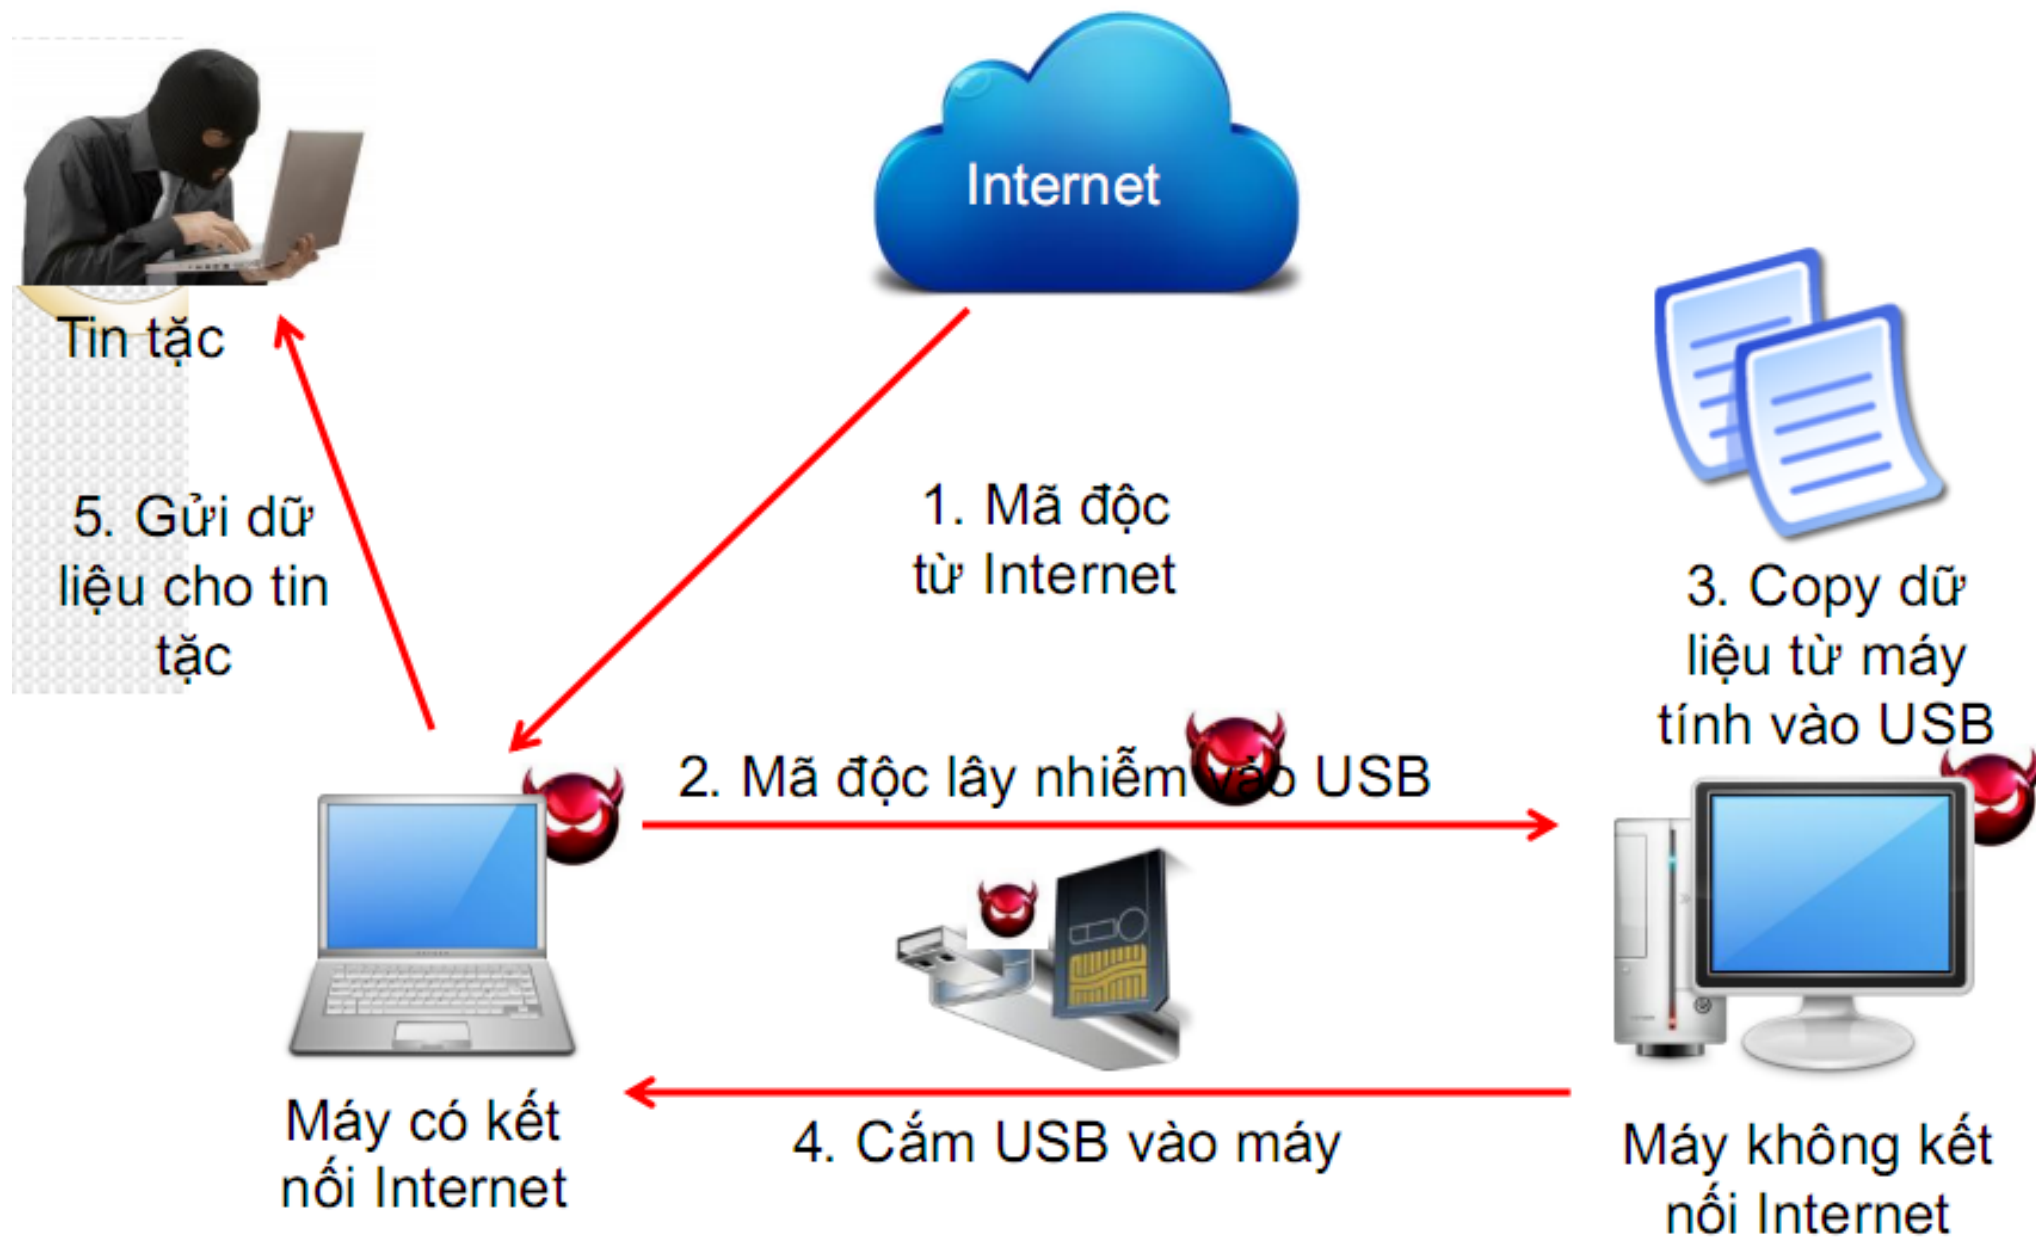 Internet
Tin tặc
5. Gửi dữ
liệu cho tin
tặc
1. Mã độc
từ Internet
3. Copy dữ
liệu từ máy
tính vào USB
2. Mã độc lây nhiễm vào USB
4. Cắm USB vào máy
Máy có kết
nối Internet
Máy không kết
nối Internet